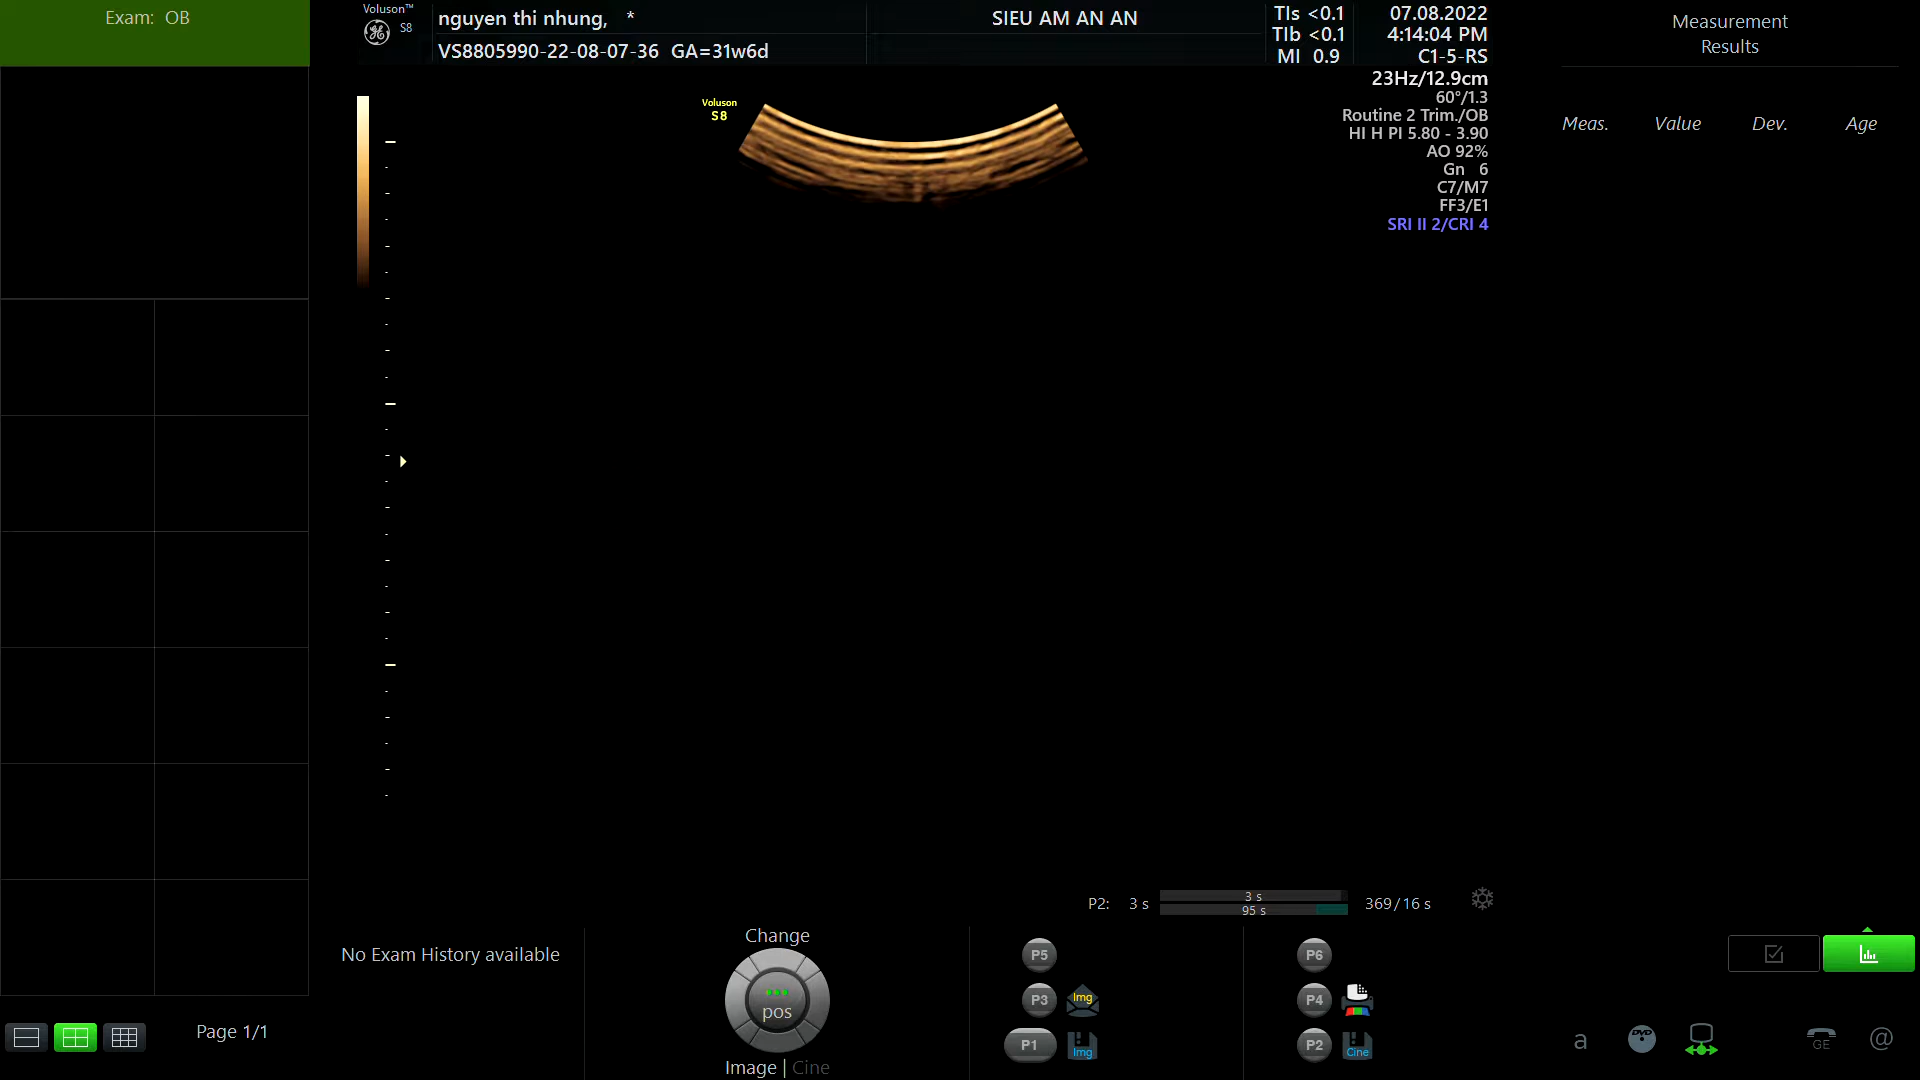 Exam: OB
Voluson™
S8
nguyen thi nhung, *
VS8805990-22-08-07-36 GA=31w6d
SIEU AM AN AN
TIs <0.1
TIb <0.1
MI 0.9
07.08.2022
4:14:04 PM
C1-5-RS
23Hz/12.9cm
60°/1.3
Routine 2 Trim./OB
HI H PI 5.80 - 3.90
AO 92%
Gn 6
C7/M7
FF3/E1
SRI II 2/CRI 4
Voluson
S8
Measurement
Results
Meas. Value Dev. Age
P2: 3 s
3 s
95 s
369/16 s
No Exam History available
Change
pos
Image | Cine
P5
P3 Img
P1 Img
P6
P4
P2 Cine
Page 1/1
a
DVD
GE
@